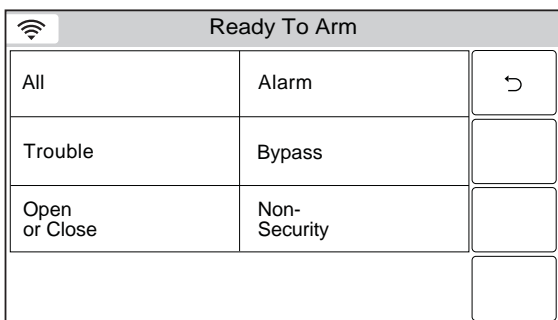 Ready To Arm
All
Alarm
Trouble
Bypass
Open
or Close
Non-
Security